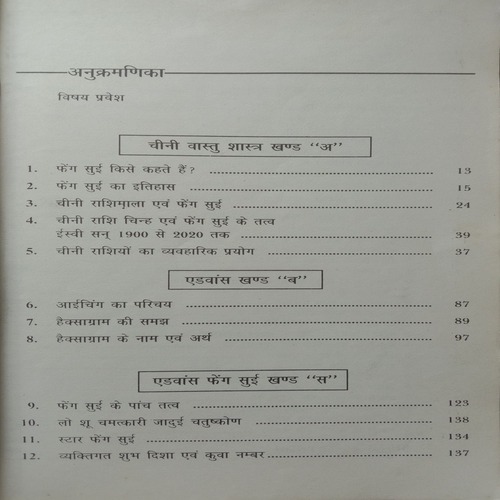 अनुक्रमणिका
विषय प्रवेश
चीनी वास्तु शास्त्र खण्ड "अ"
1. फेंग सुई किसे कहते हैं? 13
2. फेंग सुई का इतिहास 15
3. चीनी राशिमाला एवं फेंग सुई 24
4. चीनी राशि चिन्ह एवं फेंग सुई के तत्व
ईस्वी सन् 1900 से 2020 तक 39
5. चीनी राशियों का व्यवहारिक प्रयोग 37
एडवांस खण्ड "ब"
6. आईचिंग का परिचय 87
7. हैक्साग्राम की समझ 89
8. हैक्साग्राम के नाम एवं अर्थ 97
एडवांस फेंग सुई खण्ड "स"
9. फेंग सुई के पांच तत्व 123
10. लो शू चमत्कारी जादुई चतुष्कोण 138
11. स्टार फेंग सुई 134
12. व्यक्तिगत शुभ दिशा एवं कुवा नम्बर 137